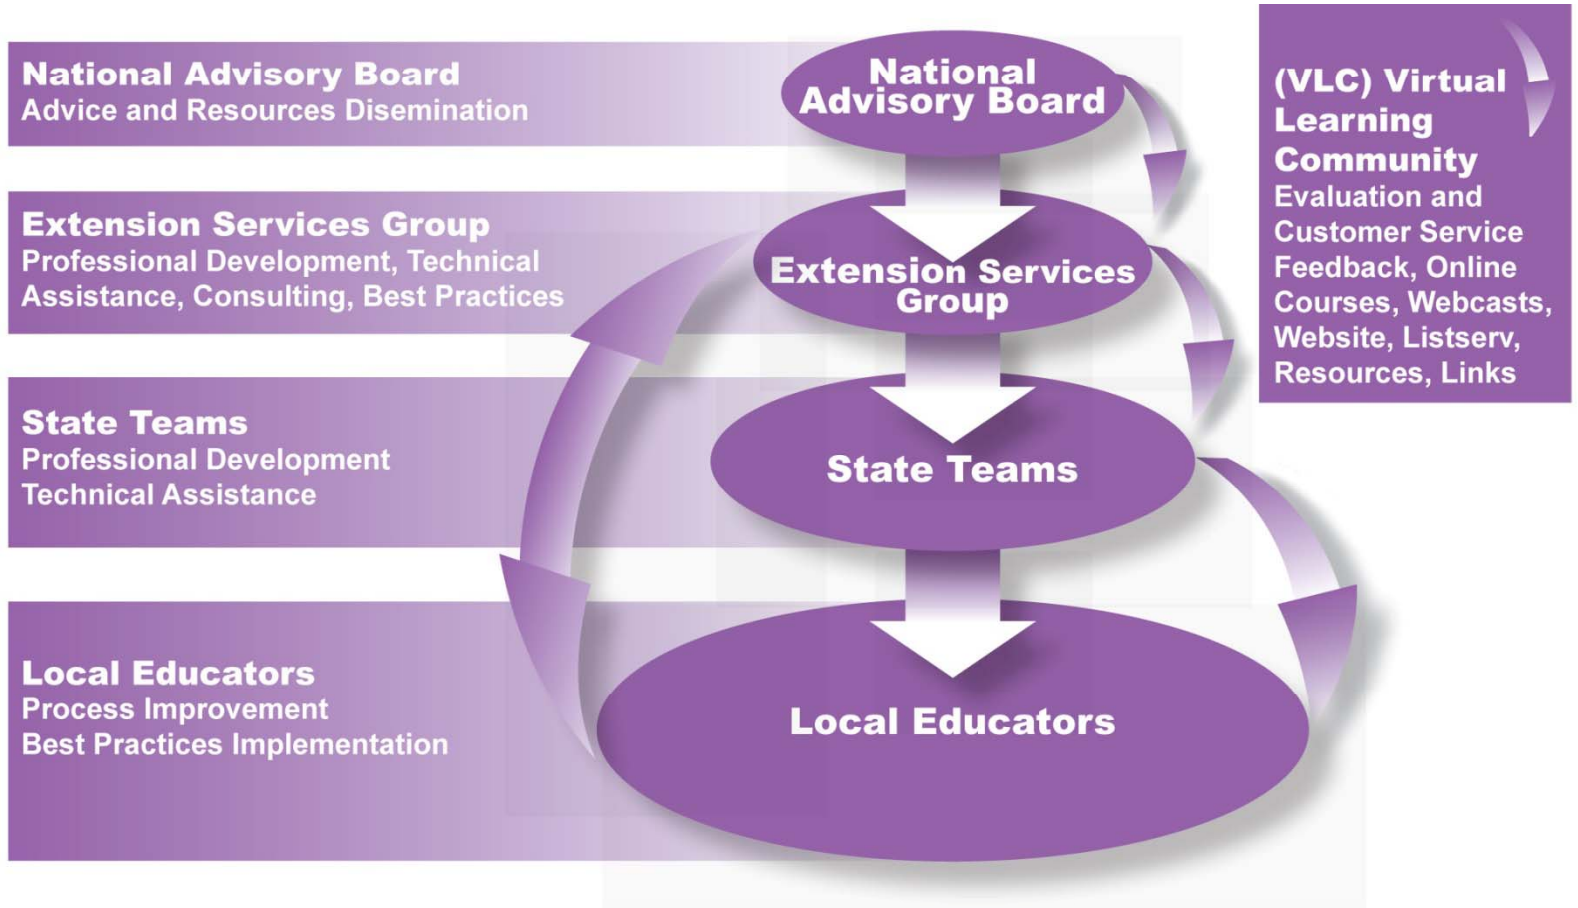 National Advisory Board
Advice and Resources Disemination
Extension Services Group
Professional Development, Technical
Assistance, Consulting, Best Practices
State Teams
Professional Development
Technical Assistance
Local Educators
Process Improvement
Best Practices Implementation
National
Advisory Board
Extension Services
Group
State Teams
Local Educators
(VLC) Virtual
Learning
Community
Evaluation and
Customer Service
Feedback, Online
Courses, Webcasts,
Website, Listserv,
Resources, Links